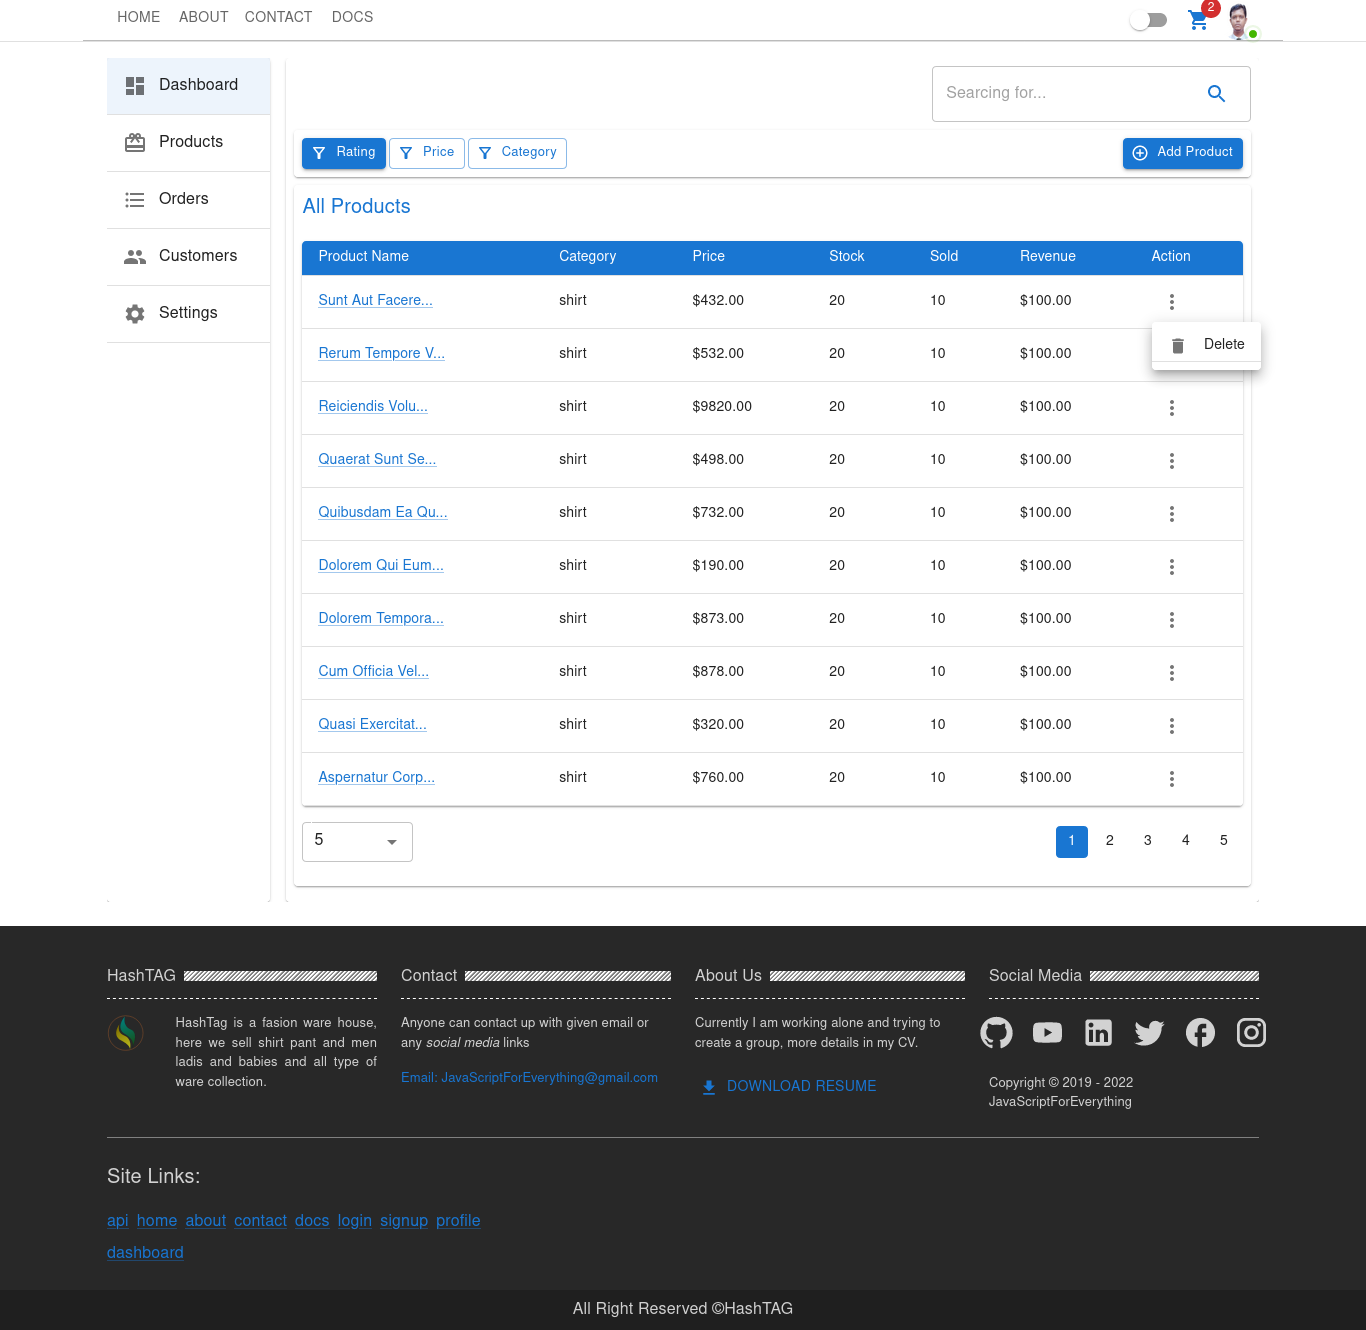 HOME ABOUT CONTACT DOCS 2
Dashboard
Products
Orders
Customers
Settings
Searcing for...
Rating Price Category Add Product
All Products
Product Name Category Price Stock Sold Revenue Action
Sunt Aut Facere... shirt $432.00 20 10 $100.00
Rerum Tempore V... shirt $532.00 20 10 $100.00
Delete
Reiciendis Volu... shirt $9820.00 20 10 $100.00
Quaerat Sunt Se... shirt $498.00 20 10 $100.00
Quibusdam Ea Qu... shirt $732.00 20 10 $100.00
Dolorem Qui Eum... shirt $190.00 20 10 $100.00
Dolorem Tempora... shirt $873.00 20 10 $100.00
Cum Officia Vel... shirt $878.00 20 10 $100.00
Quasi Exercitat... shirt $320.00 20 10 $100.00
Aspernatur Corp... shirt $760.00 20 10 $100.00
5 1 2 3 4 5
HashTAG
HashTag is a fasion ware house,
here we sell shirt pant and men
ladis and babies and all type of
ware collection.
Contact
Anyone can contact up with given email or
any social media links
Email: JavaScriptForEverything@gmail.com
About Us
Currently I am working alone and trying to
create a group, more details in my CV.
DOWNLOAD RESUME
Social Media
Copyright © 2019 - 2022
JavaScriptForEverything
Site Links:
api home about contact docs login signup profile
dashboard
All Right Reserved ©HashTAG